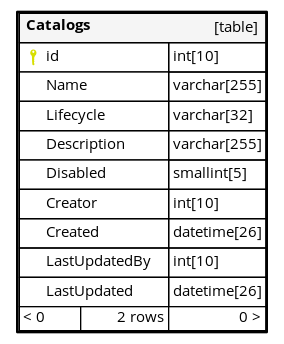 Catalogs [table]
id int[10]
Name varchar[255]
Lifecycle varchar[32]
Description varchar[255]
Disabled smallint[5]
Creator int[10]
Created datetime[26]
LastUpdatedBy int[10]
LastUpdated datetime[26]
< 0 2 rows 0 >